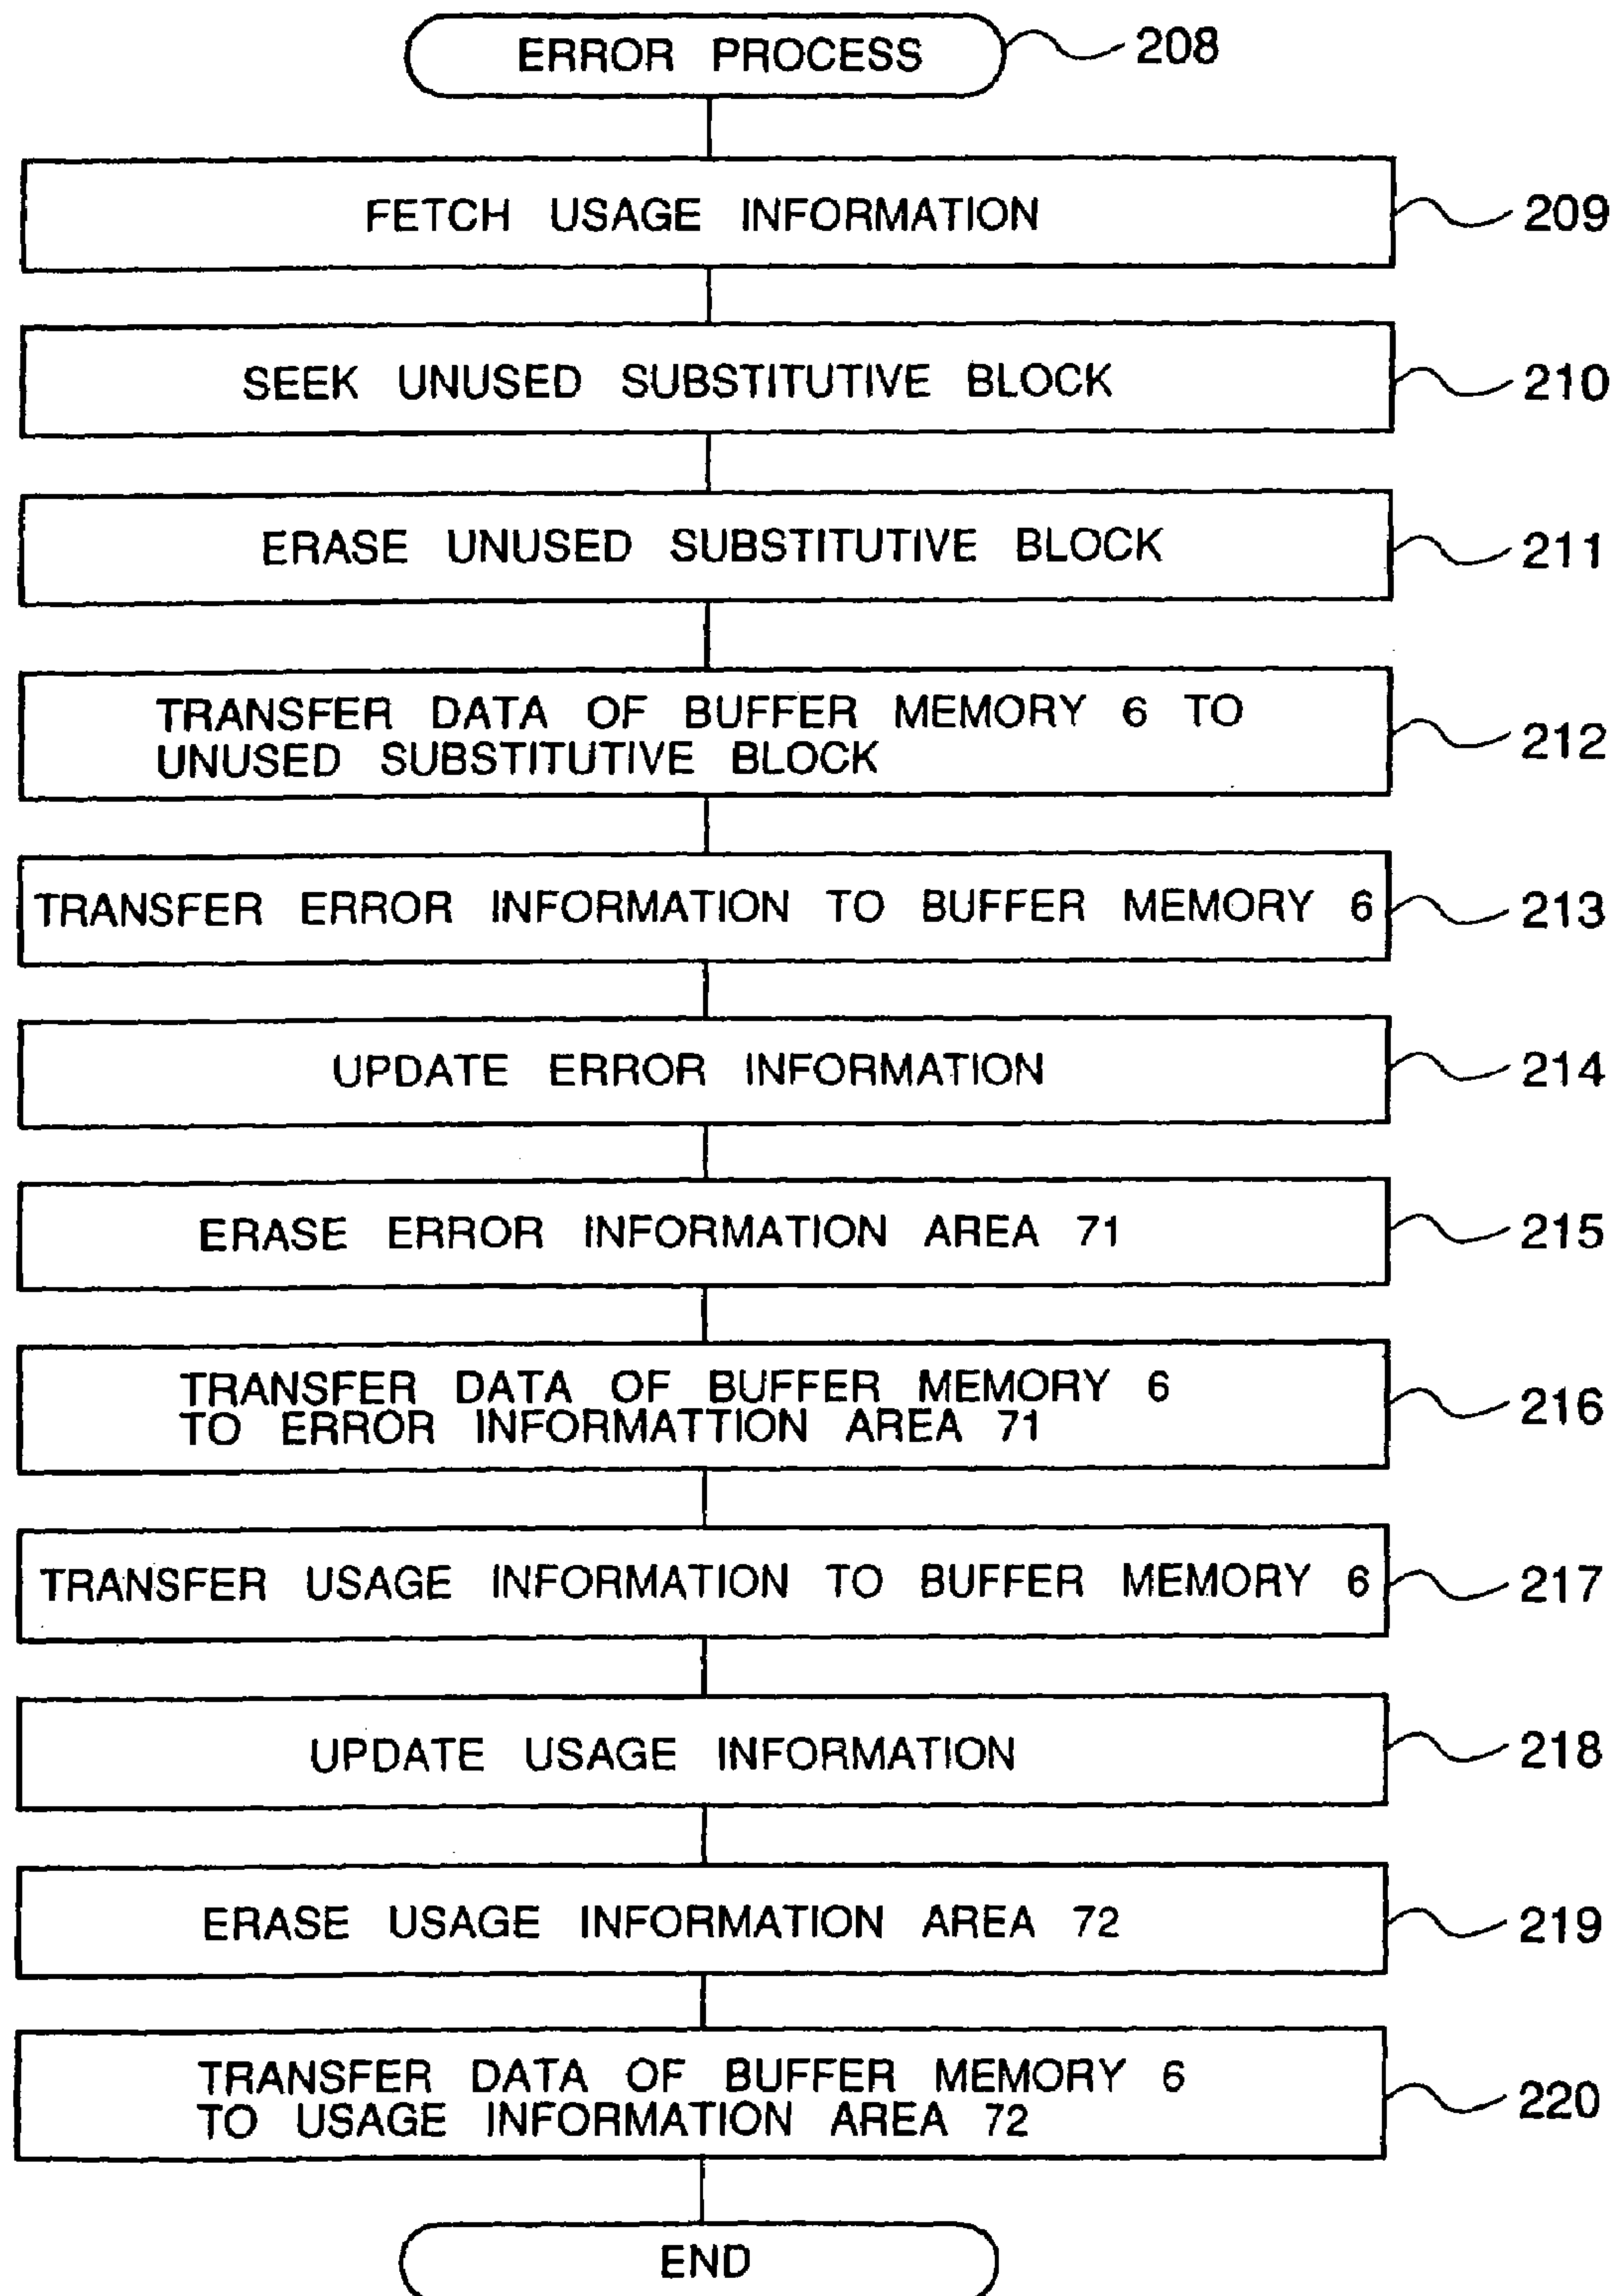 ERROR PROCESS
208
FETCH USAGE INFORMATION
209
SEEK UNUSED SUBSTITUTIVE BLOCK
210
ERASE UNUSED SUBSTITUTIVE BLOCK
211
TRANSFER DATA OF BUFFER MEMORY 6 TO
UNUSED SUBSTITUTIVE BLOCK
212
TRANSFER ERROR INFORMATION TO BUFFER MEMORY 6
213
UPDATE ERROR INFORMATION
214
ERASE ERROR INFORMATION AREA 71
215
TRANSFER DATA OF BUFFER MEMORY 6
TO ERROR INFORMATTION AREA 71
216
TRANSFER USAGE INFORMATION TO BUFFER MEMORY 6
217
UPDATE USAGE INFORMATION
218
ERASE USAGE INFORMATION AREA 72
219
TRANSFER DATA OF BUFFER MEMORY 6
TO USAGE INFORMATION AREA 72
220
END